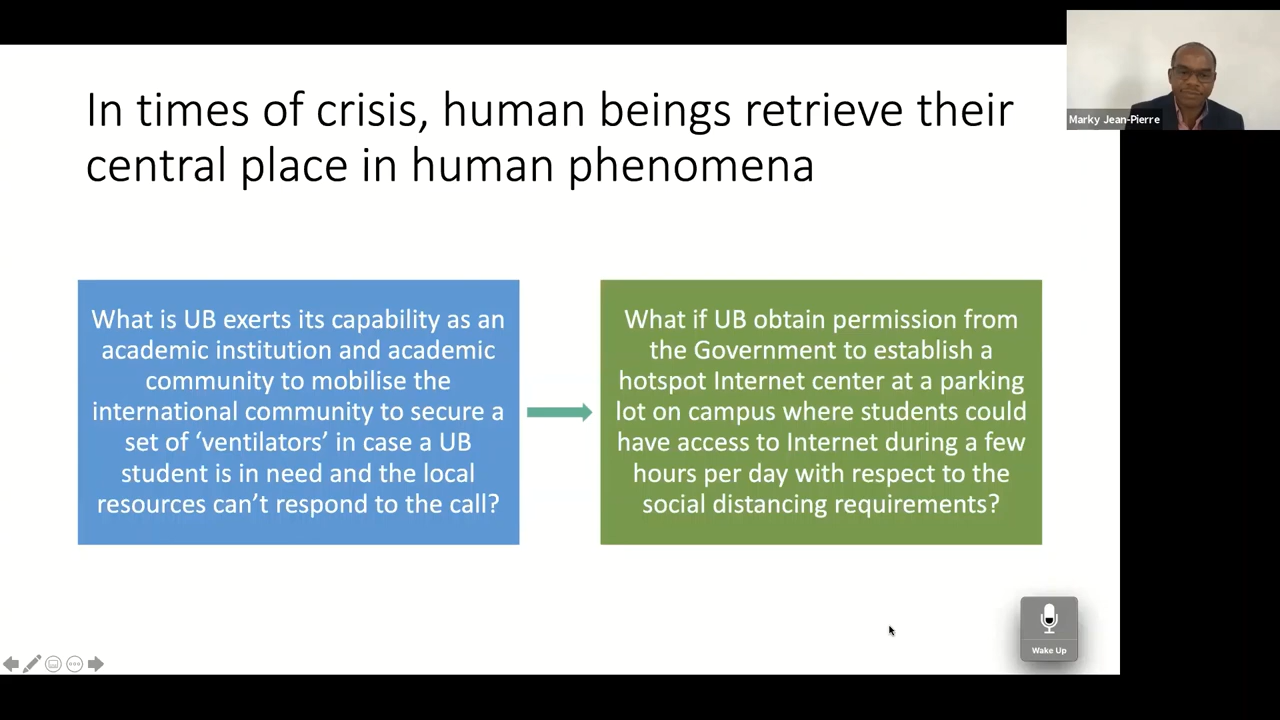 In times of crisis, human beings retrieve their
central place in human phenomena
Marky Jean-Pierre
What is UB exerts its capability as an
academic institution and academic
community to mobilise the
international community to secure a
set of ‘ventilators’ in case a UB
student is in need and the local
resources can’t respond to the call?
What if UB obtain permission from
the Government to establish a
hotspot Internet center at a parking
lot on campus where students could
have access to Internet during a few
hours per day with respect to the
social distancing requirements?
Wake Up